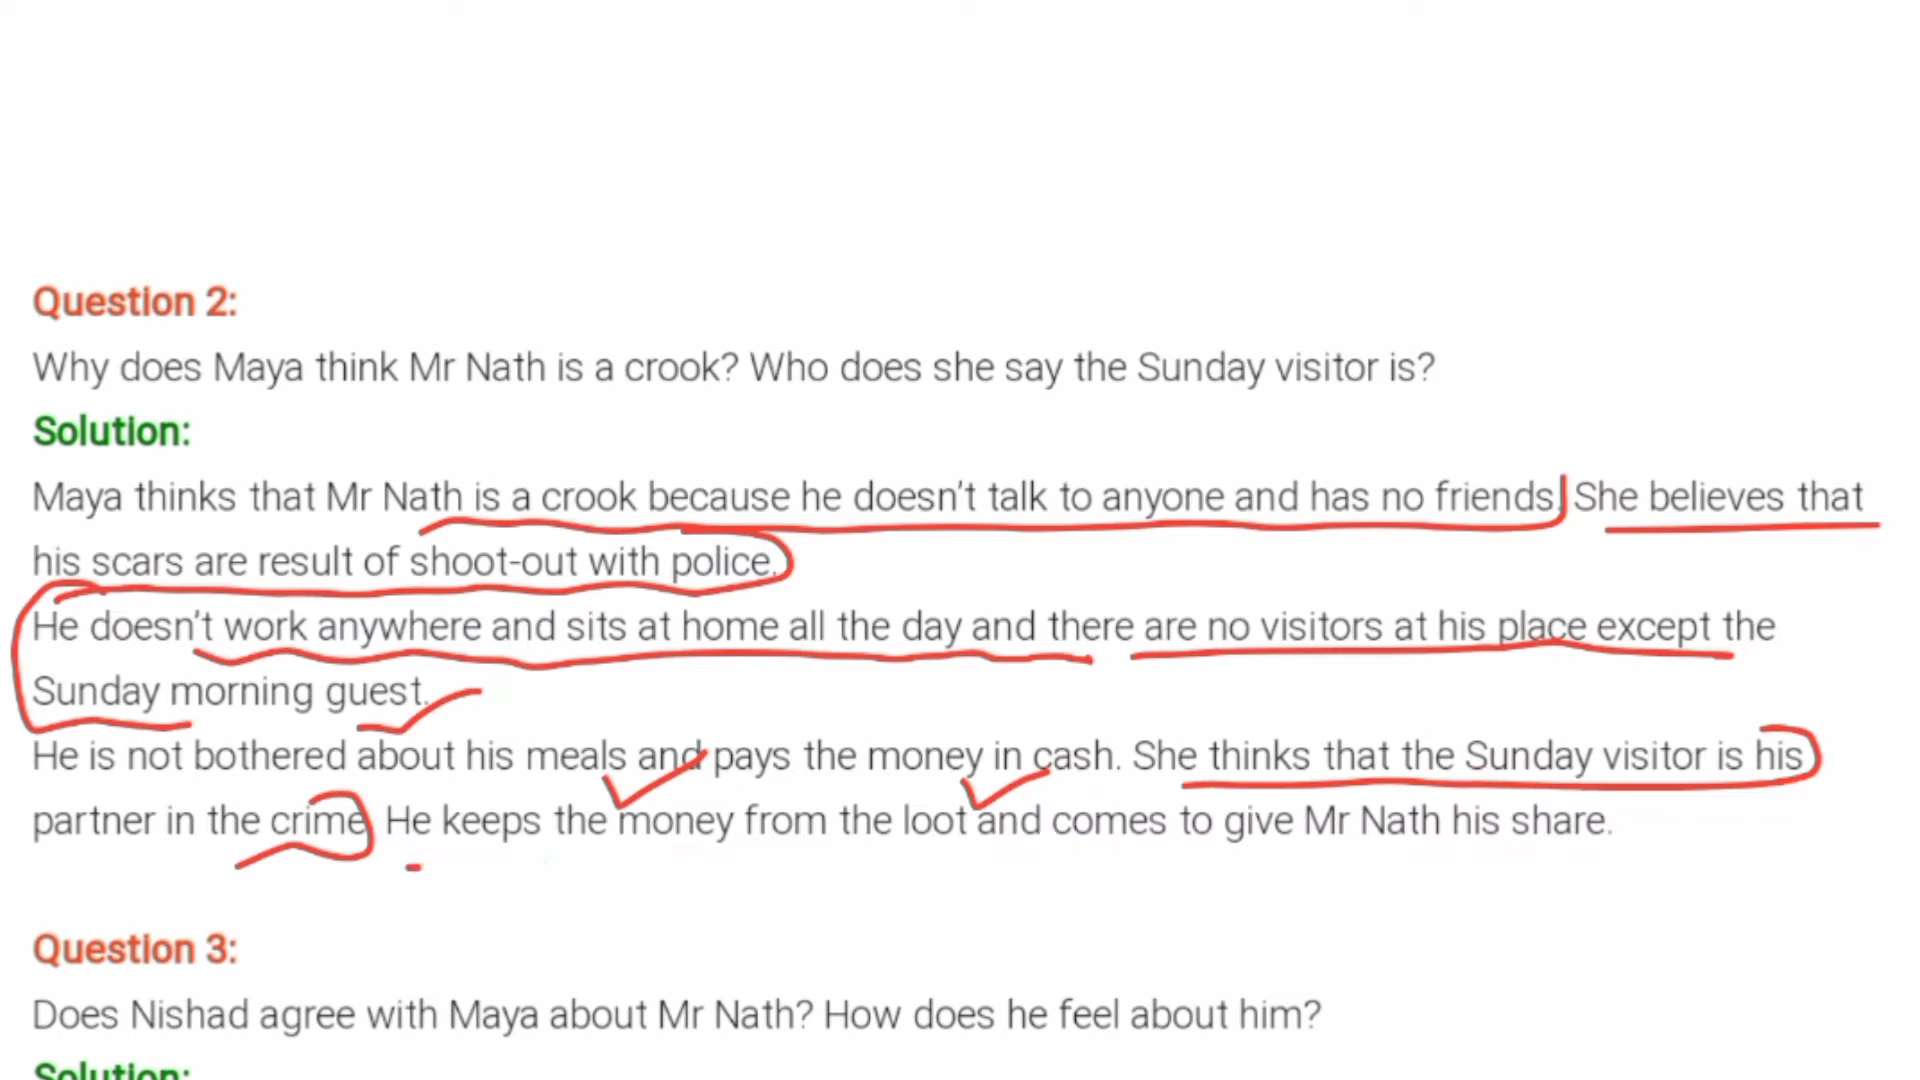 Question 2:
Why does Maya think Mr Nath is a crook? Who does she say the Sunday visitor is?
Solution:
Maya thinks that Mr Nath is a crook because he doesn't talk to anyone and has no friends. She believes that
his scars are result of shoot-out with police.
He doesn't work anywhere and sits at home all the day and there are no visitors at his place except the
Sunday morning guest.
He is not bothered about his meals and pays the money in cash. She thinks that the Sunday visitor is his
partner in the crime. He keeps the money from the loot and comes to give Mr Nath his share.
Question 3:
Does Nishad agree with Maya about Mr Nath? How does he feel about him?
Solution: